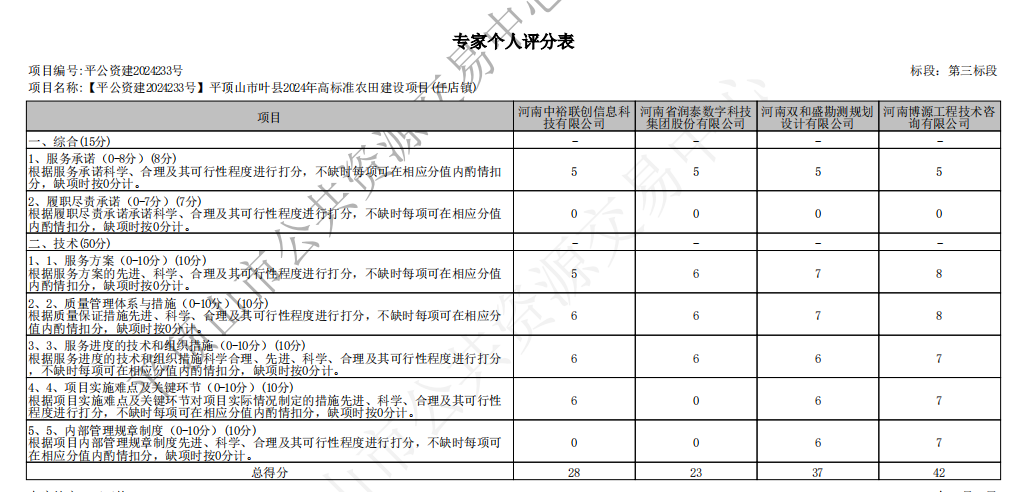 专家个人评分表
项目编号:平公资建2024233号
标段：第三标段
项目名称:【平公资建2024233号】平顶山市叶县2024年高标准农田建设项目(任店镇)
项目
河南中裕联创信息科
技有限公司
河南省润泰数字科技
集团股份有限公司
河南双和盛勘测规划
设计有限公司
河南博源工程技术咨
询有限公司
一、综合(15分) – – – –
1、服务承诺（0-8分）(8分)
根据服务承诺科学、合理及其可行性程度进行打分，不缺时每项可在相应分值内酌情扣
分，缺项时按0分计。
5 5 5 5
2、履职尽责承诺（0-7分）(7分)
根据履职尽责承诺承诺科学、合理及其可行性程度进行打分，不缺时每项可在相应分值
内酌情扣分，缺项时按0分计。
0 0 0 0
二、技术(50分) – – – –
1、1、服务方案（0-10分）(10分)
根据服务方案的先进、科学、合理及其可行性程度进行打分，不缺时每项可在相应分值
内酌情扣分，缺项时按0分计。
5 6 7 8
2、2、质量管理体系与措施（0-10分）(10分)
根据质量保证措施先进、科学、合理及其可行性程度进行打分，不缺时每项可在相应分
值内酌情扣分，缺项时按0分计。
6 6 7 8
3、3、服务进度的技术和组织措施（0-10分）(10分)
根据服务进度的技术和组织措施科学合理、先进、科学、合理及其可行性程度进行打分
，不缺时每项可在相应分值内酌情扣分，缺项时按0分计。
6 6 6 7
4、4、项目实施难点及关键环节（0-10分）(10分)
根据项目实施难点及关键环节对项目实际情况制定的措施先进、科学、合理及其可行性
程度进行打分，不缺时每项可在相应分值内酌情扣分，缺项时按0分计。
6 0 6 7
5、5、内部管理规章制度（0-10分）(10分)
根据项目内部管理规章制度先进、科学、合理及其可行性程度进行打分，不缺时每项可
在相应分值内酌情扣分，缺项时按0分计。
0 0 6 7
总得分 28 23 37 42
平顶山市公共资源交易中心
山市公共资源交易中心